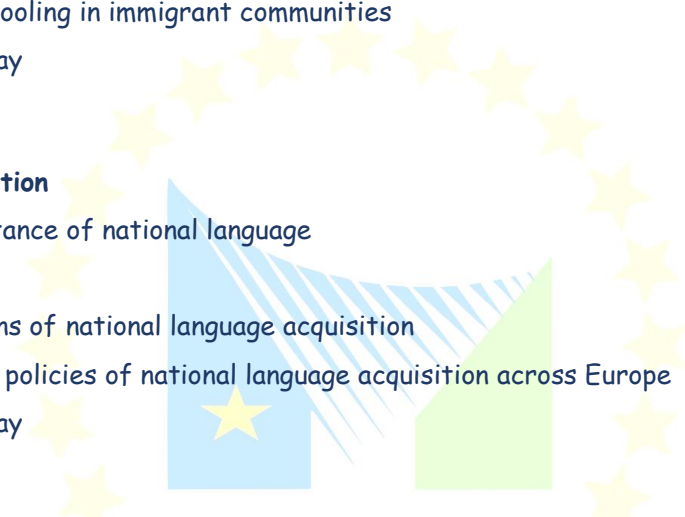 ooling in immigrant communities
ay
tion
tance of national language
ns of national language acquisition
policies of national language acquisition across Europe
ay